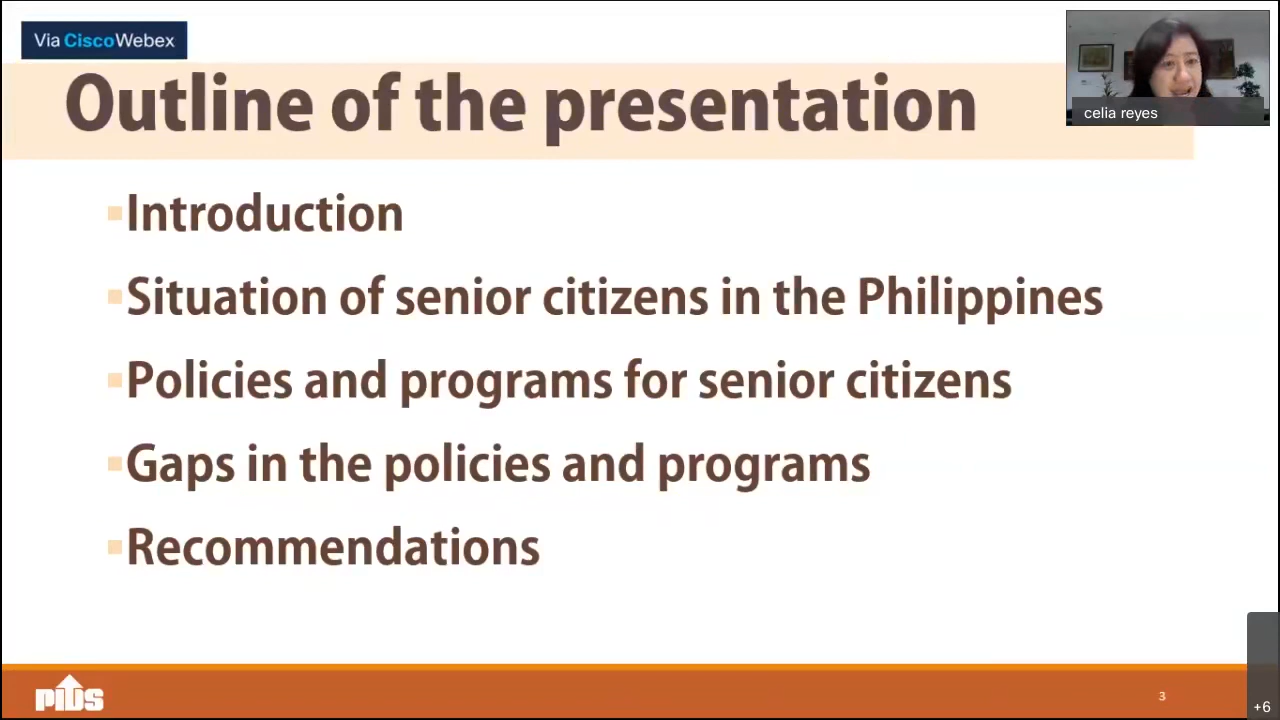 Via Cisco Webex
Outline of the presentation
celia reyes
Introduction
Situation of senior citizens in the Philippines
Policies and programs for senior citizens
Gaps in the policies and programs
Recommendations
PIDS
3
+6